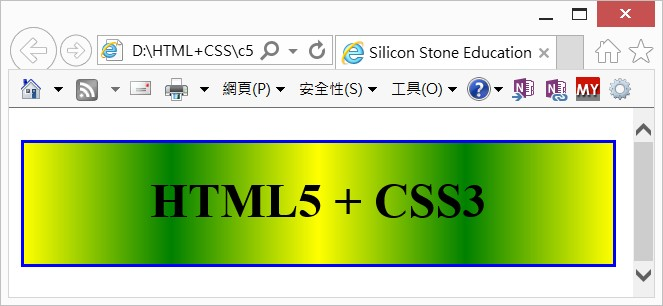 D:\HTML+CSS\c5
Silicon Stone Education
網頁(P) 安全性(S) 工具(O) MY
HTML5 + CSS3